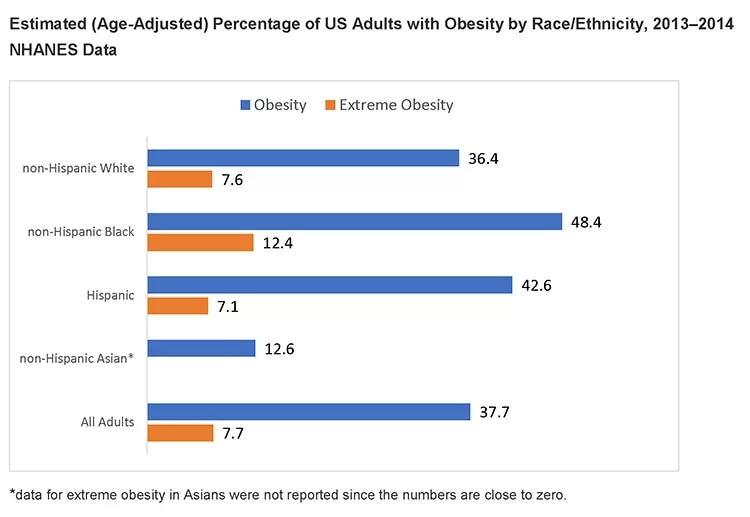 Estimated (Age-Adjusted) Percentage of US Adults with Obesity by Race/Ethnicity, 2013–2014
NHANES Data
Obesity Extreme Obesity
non-Hispanic White 36.4
7.6
non-Hispanic Black 48.4
12.4
Hispanic 42.6
7.1
non-Hispanic Asian* 12.6
All Adults 37.7
7.7
*data for extreme obesity in Asians were not reported since the numbers are close to zero.